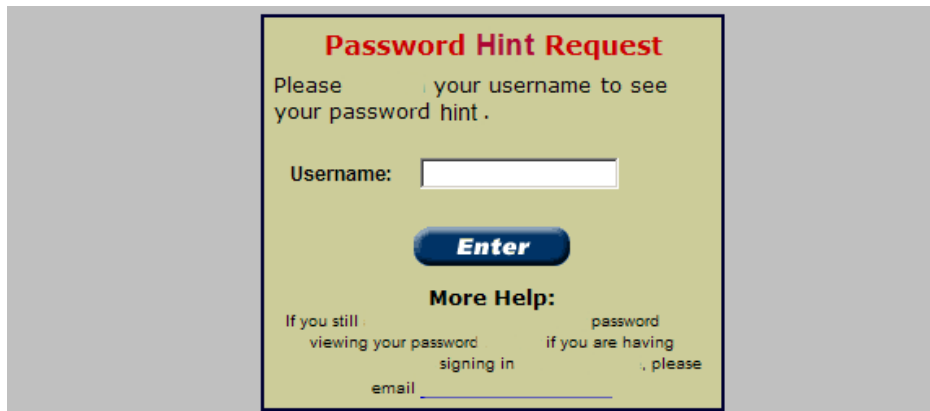 Password Hint Request
Please your username to see
your password hint .
Username:
Enter
More Help:
If you still password
viewing your password if you are having
signing in , please
email